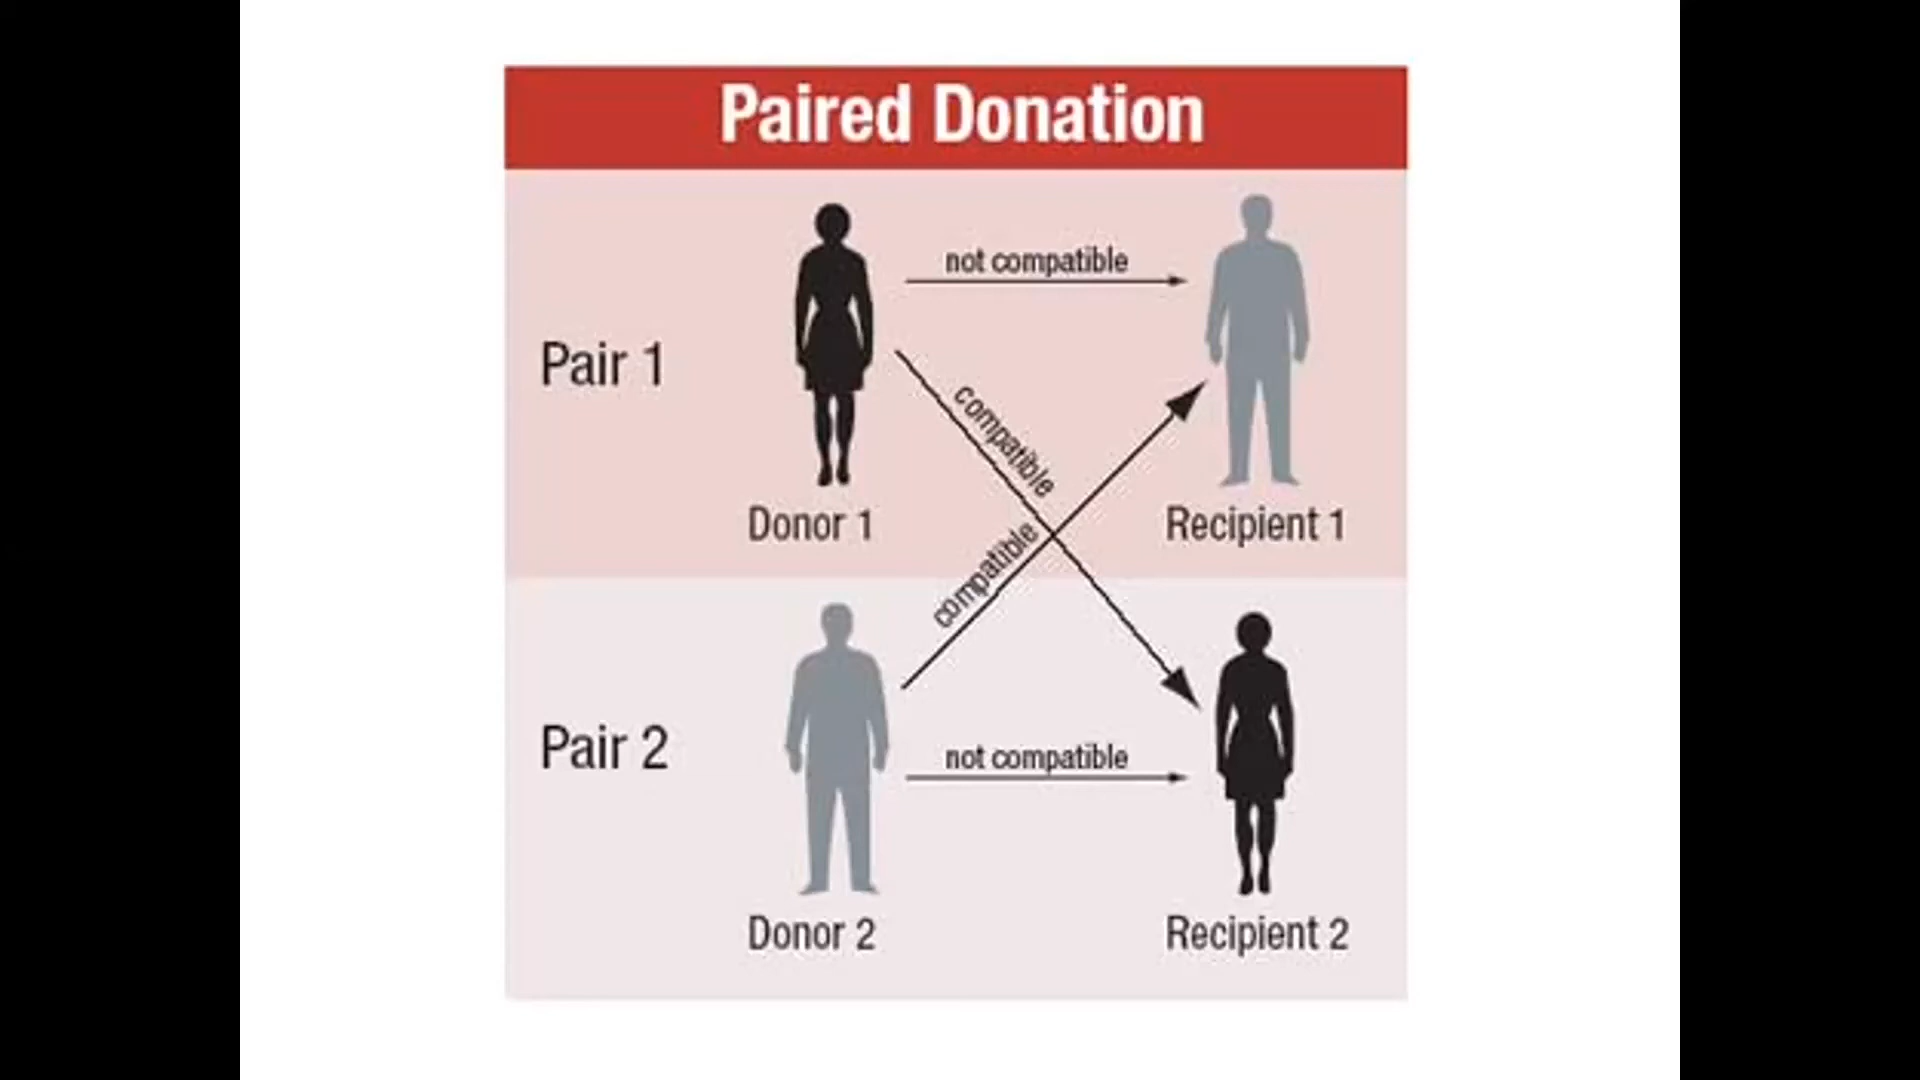 Paired Donation
not compatible
Pair 1
compatible
Donor 1
Recipient 1
compatible
Pair 2
not compatible
Donor 2
Recipient 2